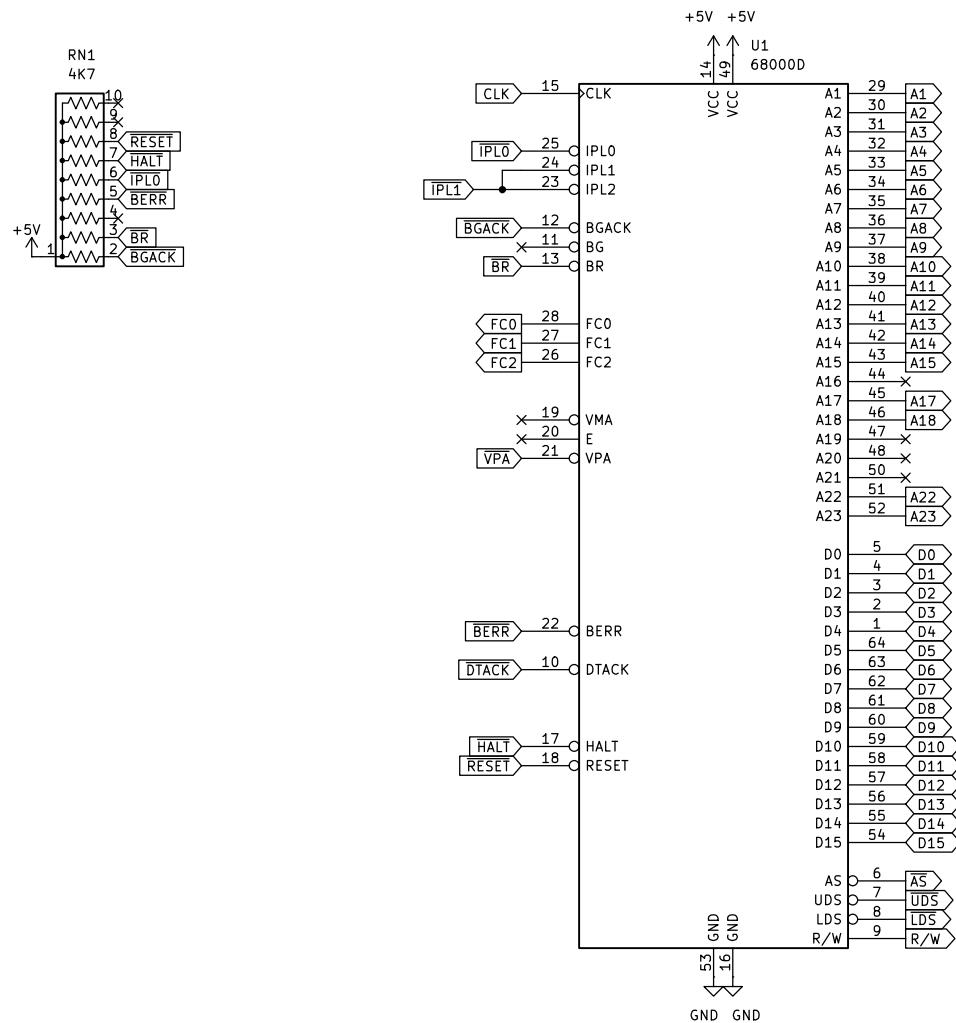 +5V +5V
RN1
4K7
U1
68000D
14 49
VCC VCC
10
9
8 RESET
7 HALT
6 IPL0
5 BERR
4
3 BR
+5V 1 2 BGACK
CLK 15 CLK A1 29 A1
A2 30 A2
A3 31 A3
IPL0 25 IPL0 A4 32 A4
24 IPL1 A5 33 A5
IPL1 23 IPL2 A6 34 A6
A7 35 A7
BGACK 12 BGACK A8 36 A8
11 BG A9 37 A9
BR 13 BR A10 38 A10
A11 39 A11
A12 40 A12
FC0 28 FC0 A13 41 A13
FC1 27 FC1 A14 42 A14
FC2 26 FC2 A15 43 A15
A16 44
A17 45 A17
19 VMA A18 46 A18
20 E A19 47
VPA 21 VPA A20 48
A21 50
A22 51 A22
A23 52 A23
D0 5 D0
D1 4 D1
D2 3 D2
D3 2 D3
BERR 22 BERR D4 1 D4
D5 64 D5
DTACK 10 DTACK D6 63 D6
D7 62 D7
D8 61 D8
D9 60 D9
HALT 17 HALT D10 59 D10
RESET 18 RESET D11 58 D11
D12 57 D12
D13 56 D13
D14 55 D14
D15 54 D15
AS 6 AS
UDS 7 UDS
LDS 8 LDS
R/W 9 R/W
GND GND
53 16
GND GND